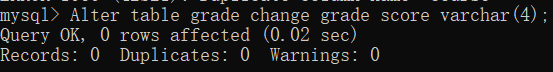 mysql> Alter table grade change grade score varchar(4);
Query OK, 0 rows affected (0.02 sec)
Records: 0  Duplicates: 0  Warnings: 0